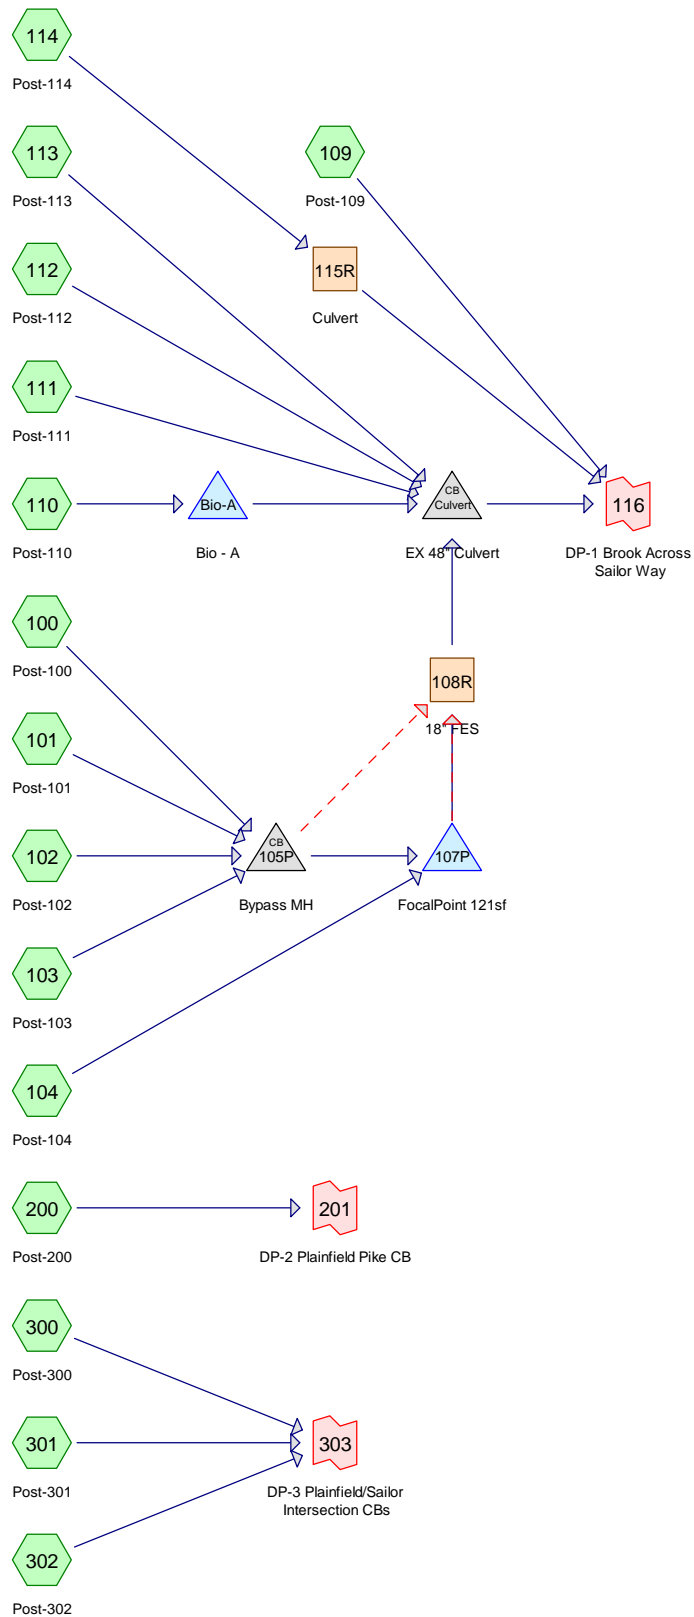 114
Post-114
113
Post-113
109
Post-109
112
Post-112
115R
Culvert
111
Post-111
110
Post-110
Bio-A
Bio - A
CB
Culvert
EX 48" Culvert
116
DP-1 Brook Across
Sailor Way
100
Post-100
108R
18" FES
101
Post-101
102
Post-102
CB
105P
Bypass MH
107P
FocalPoint 121sf
103
Post-103
104
Post-104
200
Post-200
201
DP-2 Plainfield Pike CB
300
Post-300
301
Post-301
303
DP-3 Plainfield/Sailor
Intersection CBs
302
Post-302